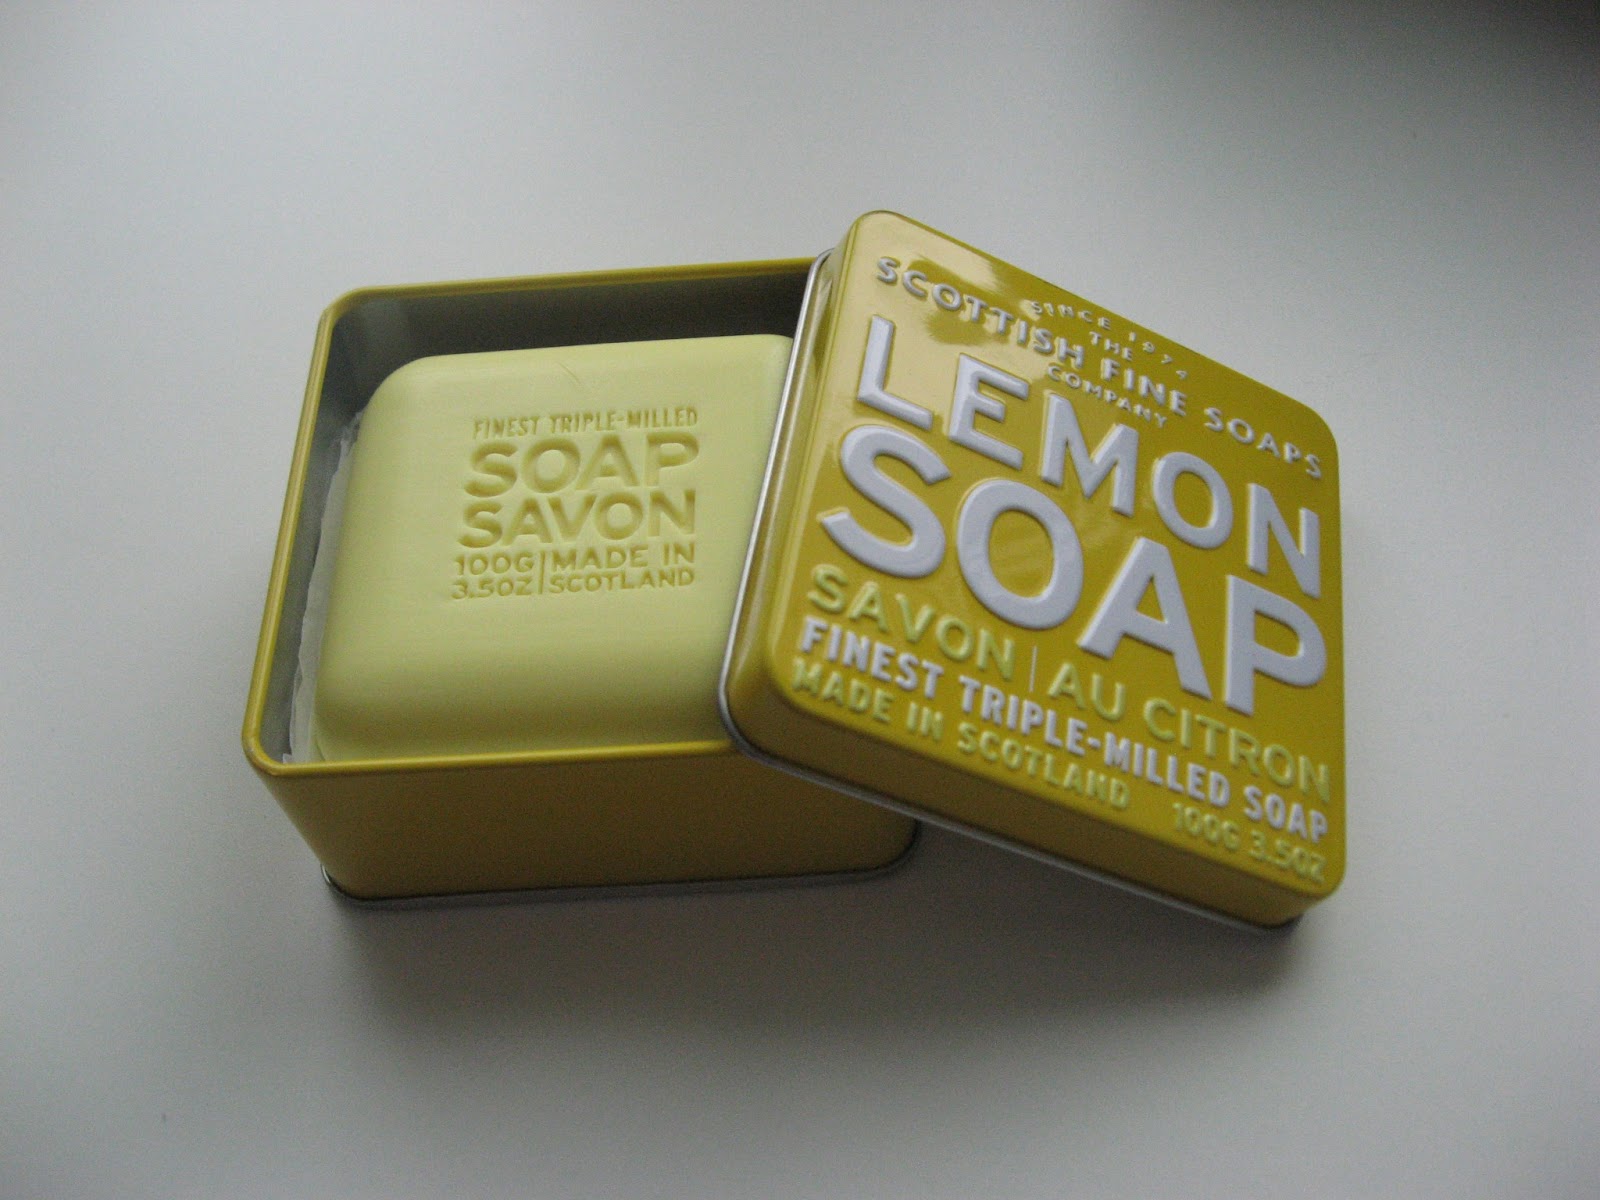 FINEST TRIPLE-MILLED
SOAP
SAVON
100G | MADE IN
3.5OZ | SCOTLAND
SINCE 1974
THE
SCOTTISH FINE SOAPS
COMPANY
LEMON
SOAP
SAVON | AU CITRON
FINEST TRIPLE-MILLED SOAP
MADE IN SCOTLAND 100G 3.5OZ